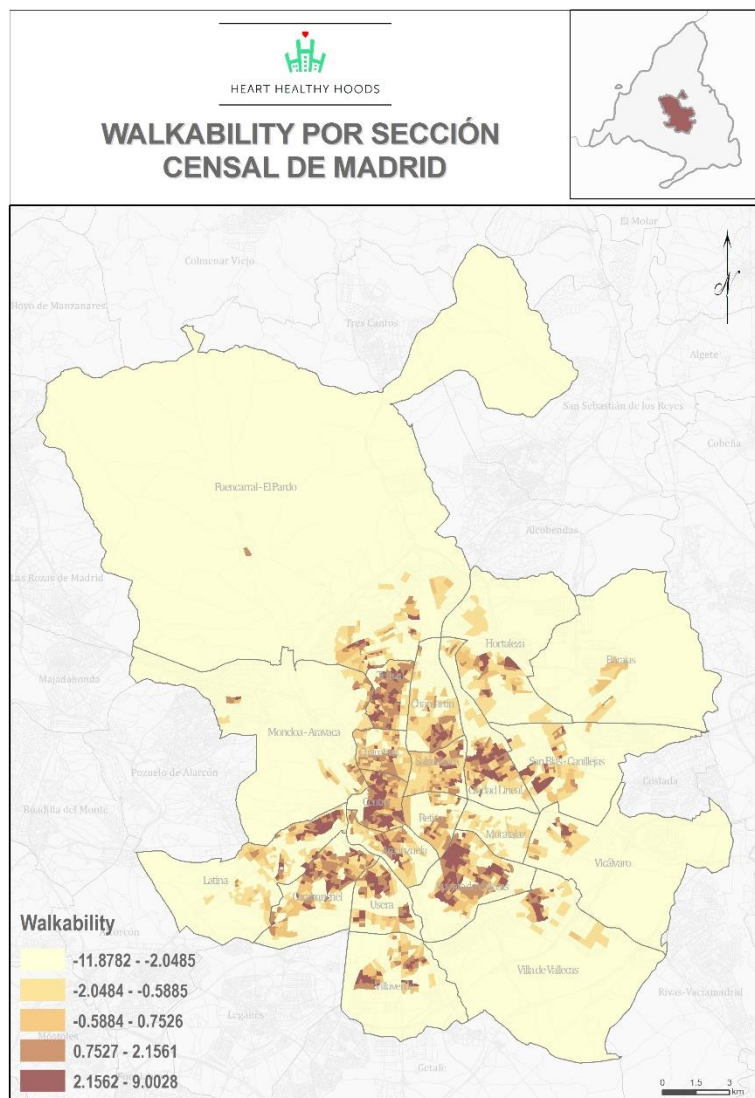 HEART HEALTHY HOODS
WALKABILITY POR SECCIÓN
CENSAL DE MADRID
El Molar
Colmenar Viejo
Hoyo de Manzanares
Tres Cantos
Algete
San Sebastián de los Reyes
Cobeña
Fuencarral-El Pardo
Alcobendas
Las Rozas de Madrid
Hortaleza
Barajas
Majadahonda
Chamartín
Moncloa-Aravaca
Pozuelo de Alarcón
San Blas-Canillejas
Coslada
Ciudad Lineal
Boadilla del Monte
Centro
Retiro
Moratalaz
Vicálvaro
Latina
Usera
Walkability
-11.8782 - -2.0485
-2.0484 - -0.5885
-0.5884 - 0.7526
0.7527 - 2.1561
2.1562 - 9.0028
Villa de Vallecas
Rivas-Vaciamadrid
Villaverde
Leganés
Móstoles
Getafe
0 1.5 3
km